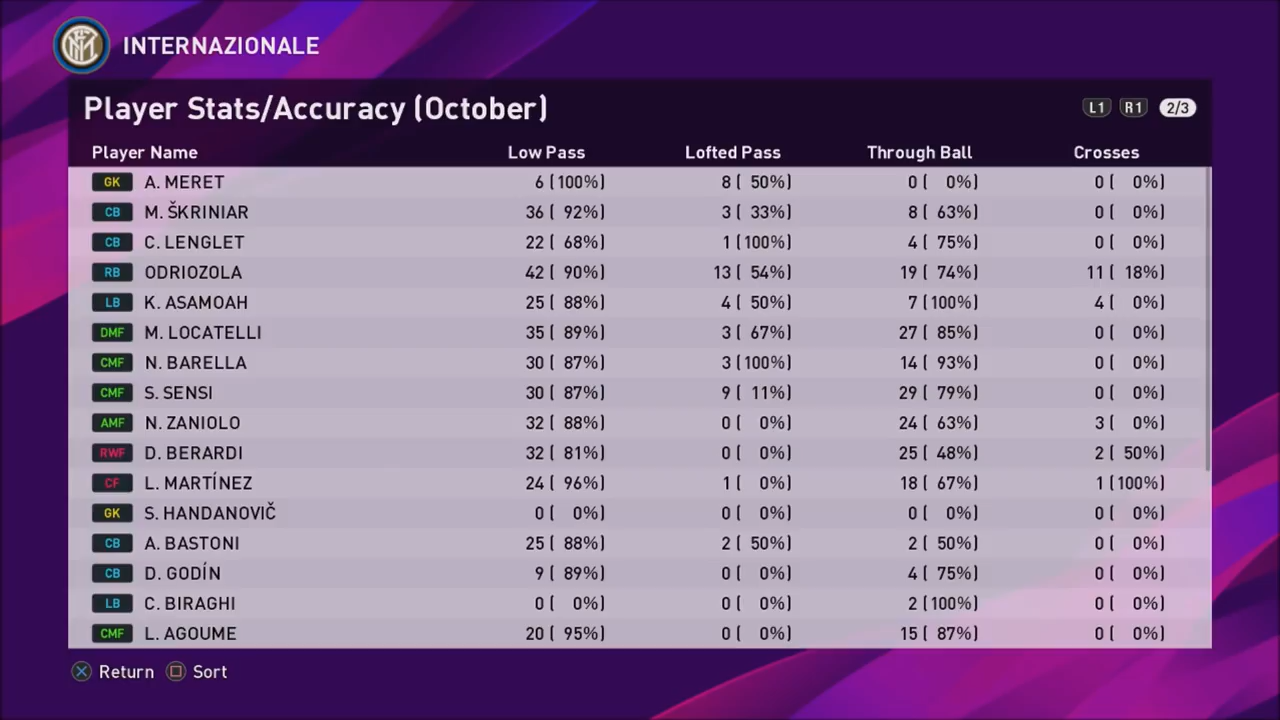 INTERNAZIONALE
Player Stats/Accuracy (October) L1 R1 2/3
Player Name Low Pass Lofted Pass Through Ball Crosses
GK A. MERET 6 (100%) 8 ( 50%) 0 ( 0%) 0 ( 0%)
CB M. ŠKRINIAR 36 ( 92%) 3 ( 33%) 8 ( 63%) 0 ( 0%)
CB C. LENGLET 22 ( 68%) 1 (100%) 4 ( 75%) 0 ( 0%)
RB ODRIOZOLA 42 ( 90%) 13 ( 54%) 19 ( 74%) 11 ( 18%)
LB K. ASAMOAH 25 ( 88%) 4 ( 50%) 7 (100%) 4 ( 0%)
DMF M. LOCATELLI 35 ( 89%) 3 ( 67%) 27 ( 85%) 0 ( 0%)
CMF N. BARELLA 30 ( 87%) 3 (100%) 14 ( 93%) 0 ( 0%)
CMF S. SENSI 30 ( 87%) 9 ( 11%) 29 ( 79%) 0 ( 0%)
AMF N. ZANIOLO 32 ( 88%) 0 ( 0%) 24 ( 63%) 3 ( 0%)
RWF D. BERARDI 32 ( 81%) 0 ( 0%) 25 ( 48%) 2 ( 50%)
CF L. MARTÍNEZ 24 ( 96%) 1 ( 0%) 18 ( 67%) 1 (100%)
GK S. HANDANOVIČ 0 ( 0%) 0 ( 0%) 0 ( 0%) 0 ( 0%)
CB A. BASTONI 25 ( 88%) 2 ( 50%) 2 ( 50%) 0 ( 0%)
CB D. GODÍN 9 ( 89%) 0 ( 0%) 4 ( 75%) 0 ( 0%)
LB C. BIRAGHI 0 ( 0%) 0 ( 0%) 2 (100%) 0 ( 0%)
CMF L. AGOUME 20 ( 95%) 0 ( 0%) 15 ( 87%) 0 ( 0%)
Return Sort